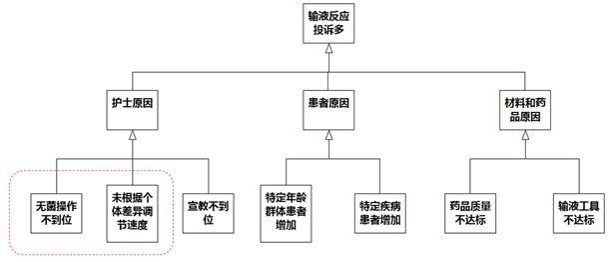 输液反应
投诉多
护士原因
患者原因
材料和药
品原因
无菌操作
不到位
未根据个
体差异调
节速度
宣教不到
位
特定年龄
群体患者
增加
特定疾病
患者增加
药品质量
不达标
输液工具
不达标